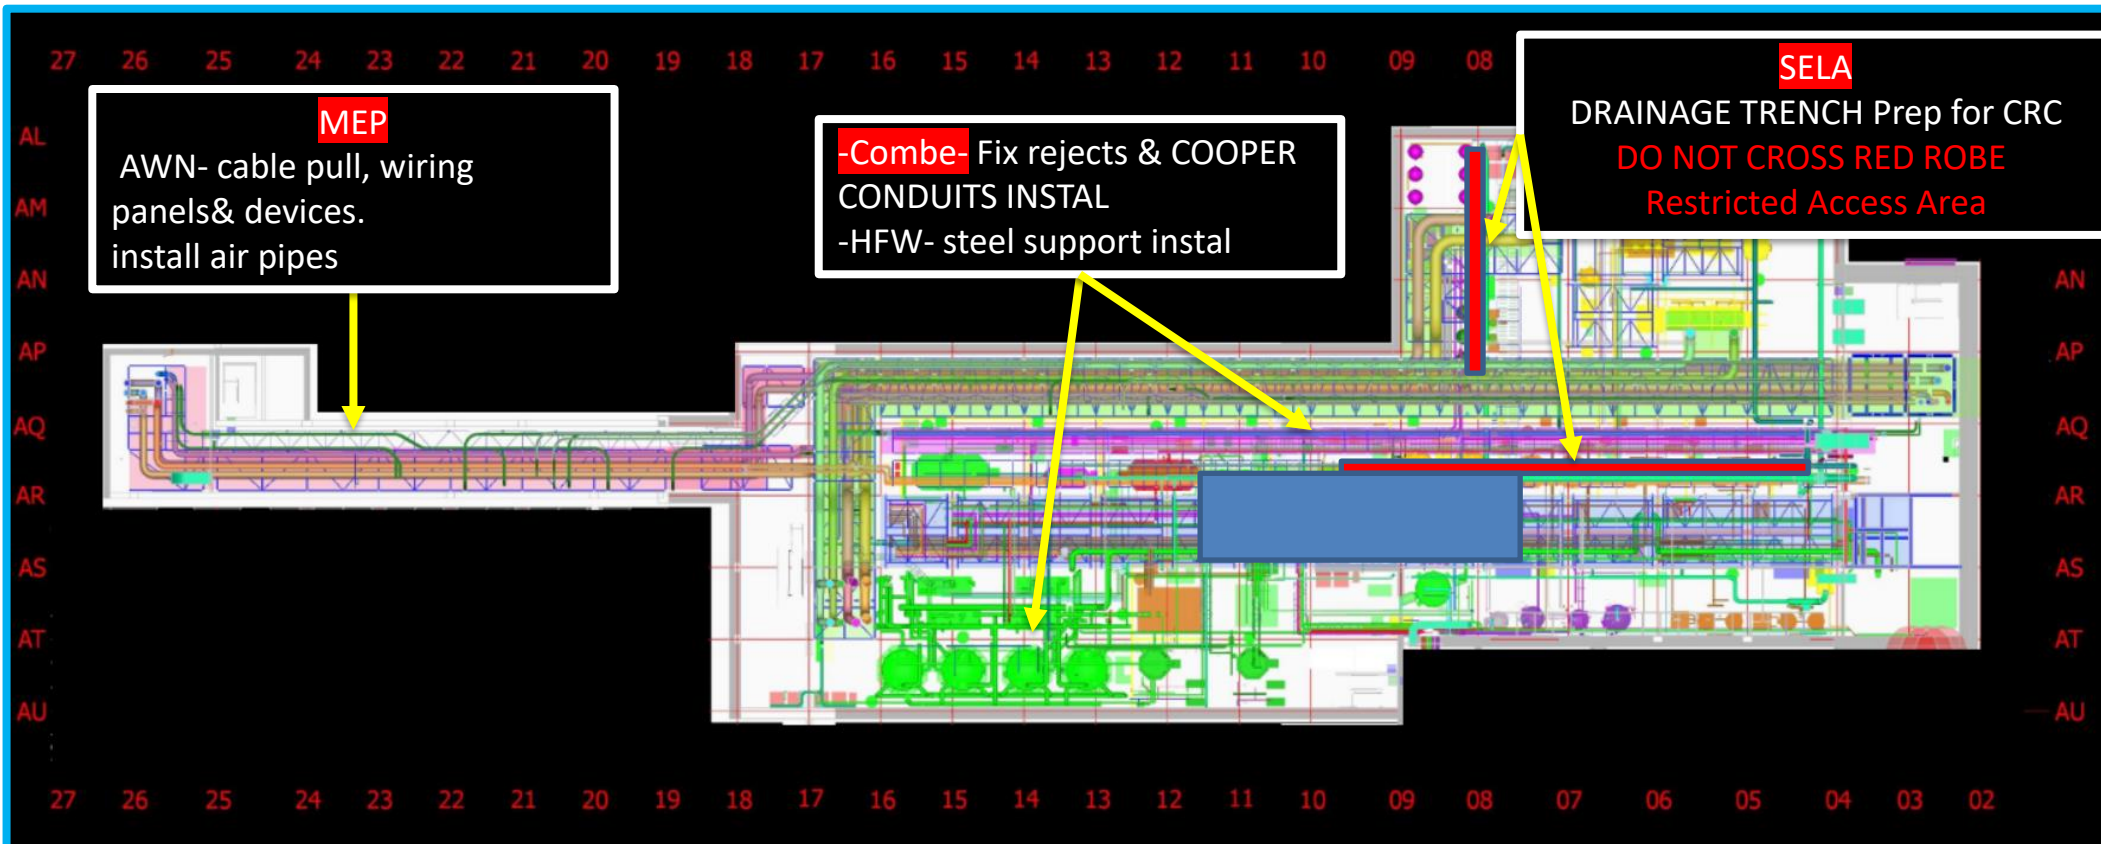 27 26 25 24 23 22 21 20 19 18 17 16 15 14 13 12 11 10 09 08
MEP
AWN- cable pull, wiring
panels& devices.
install air pipes
-Combe- Fix rejects & COOPER
CONDUITS INSTAL
-HFW- steel support instal
SELA
DRAINAGE TRENCH Prep for CRC
DO NOT CROSS RED ROBE
Restricted Access Area
AL
AM
AN AN
AP AP
AQ AQ
AR AR
AS AS
AT AT
AU AU
27 26 25 24 23 22 21 20 19 18 17 16 15 14 13 12 11 10 09 08 07 06 05 04 03 02